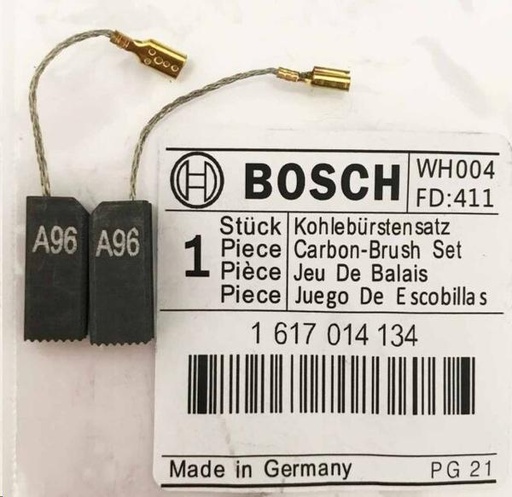 A96 A96
BOSCH
WH004
FD:411
1
Stück Kohlebürstensatz
Piece Carbon-Brush Set
Pièce Jeu De Balais
Piece Juego De Escobillas
1 617 014 134
Made in Germany PG 21